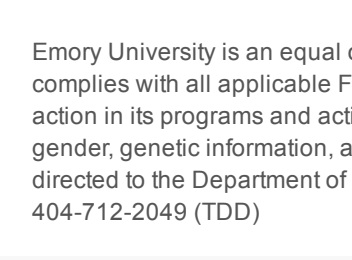 Emory University is an equal
complies with all applicable F
action in its programs and acti
gender, genetic information, a
directed to the Department of
404-712-2049 (TDD)